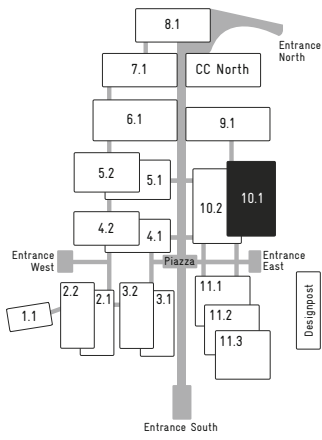 8.1
Entrance
North
7.1
CC North
6.1
9.1
5.2
5.1
10.2
10.1
4.2
4.1
Entrance
West
Piazza
Entrance
East
1.1
2.2
2.1
3.2
3.1
11.1
11.2
11.3
Designpost
Entrance South